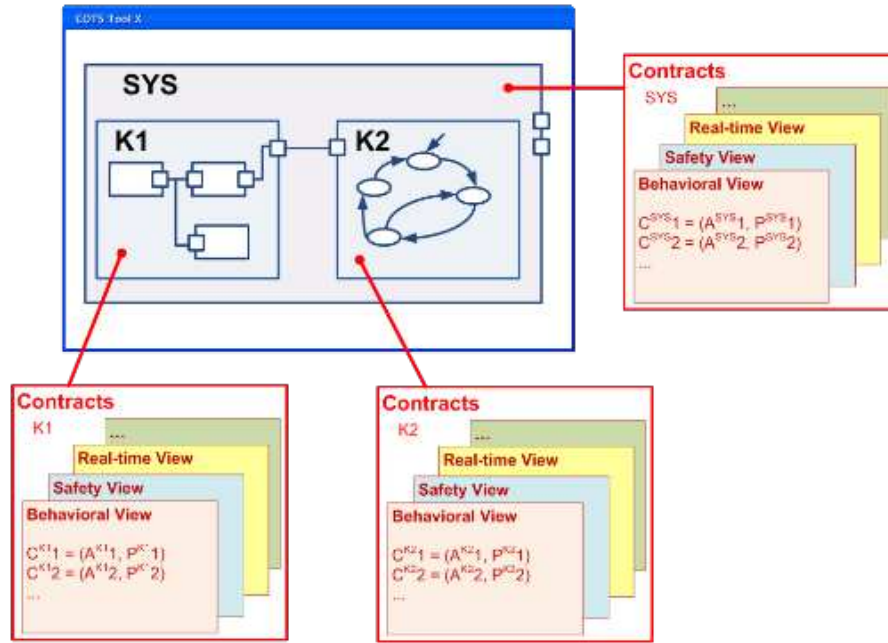 COTS Tool X
SYS
K1
K2
Contracts
SYS
...
Real-time View
Safety View
Behavioral View
C^SYS1 = (A^SYS1, P^SYS1)
C^SYS2 = (A^SYS2, P^SYS2)
...
Contracts
K1
...
Real-time View
Safety View
Behavioral View
C^K11 = (A^K11, P^K11)
C^K12 = (A^K12, P^K12)
...
Contracts
K2
...
Real-time View
Safety View
Behavioral View
C^K21 = (A^K21, P^K21)
C^K22 = (A^K22, P^K22)
...